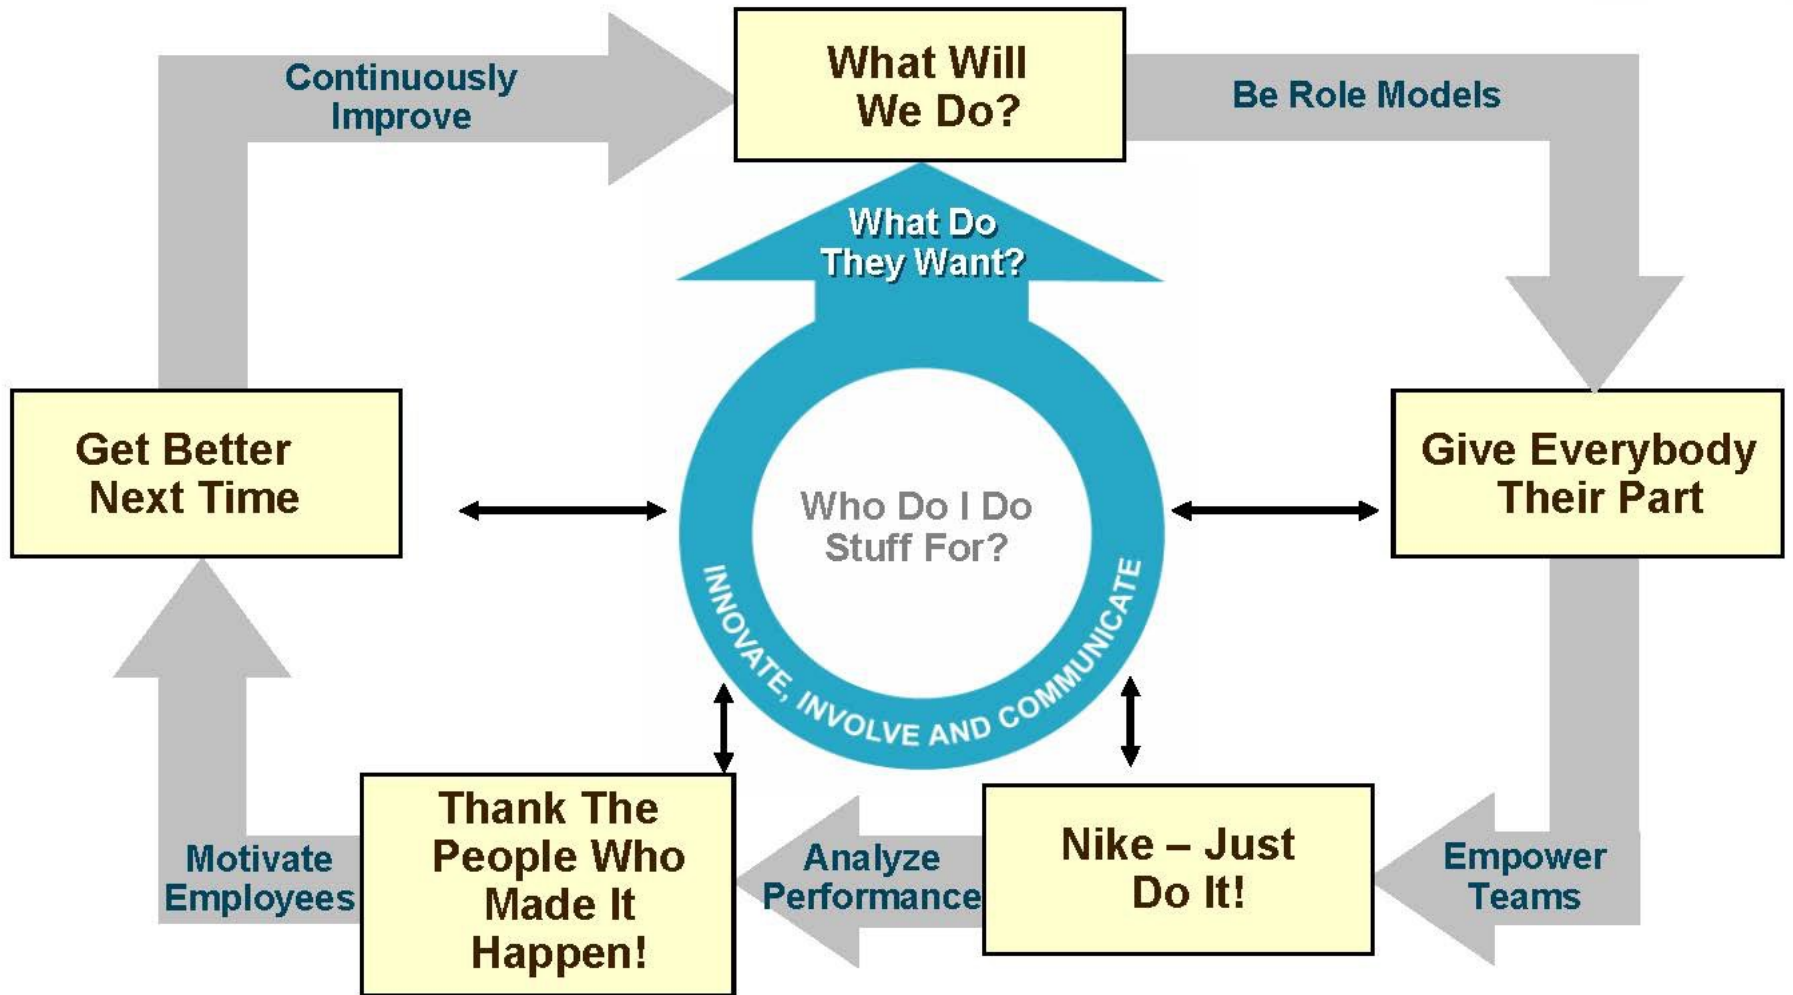 What Will
We Do?
Continuously
Improve
Be Role Models
What Do
They Want?
Get Better
Next Time
Give Everybody
Their Part
Who Do I Do
Stuff For?
INNOVATE, INVOLVE AND COMMUNICATE
Thank The
People Who
Made It
Happen!
Nike – Just
Do It!
Motivate
Employees
Analyze
Performance
Empower
Teams